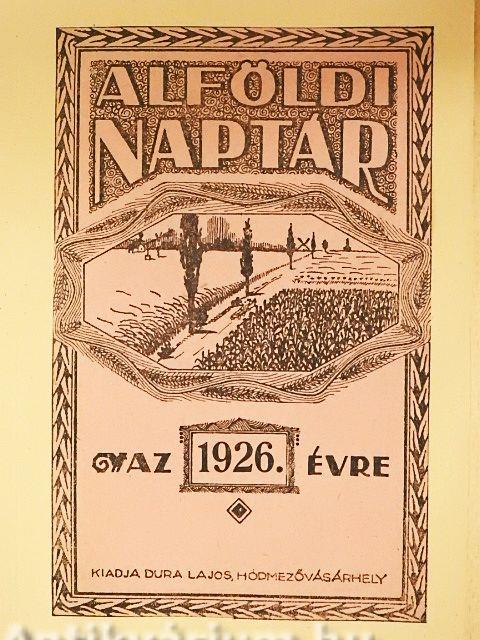 ALFÖLDI
NAPTÁR
AZ 1926. ÉVRE
KIADJA DURA LAJOS, HÓDMEZŐVÁSÁRHELY